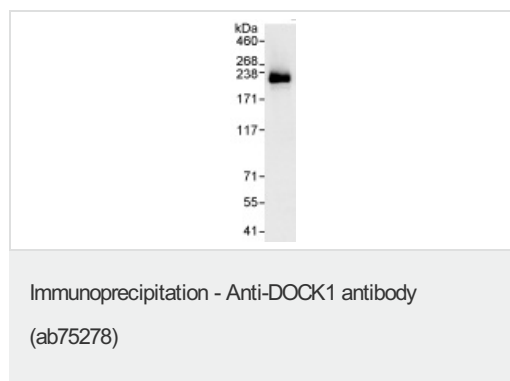 kDa
460-
268-
238-
171-
117-
71-
55-
41-
Immunoprecipitation - Anti-DOCK1 antibody
(ab75278)